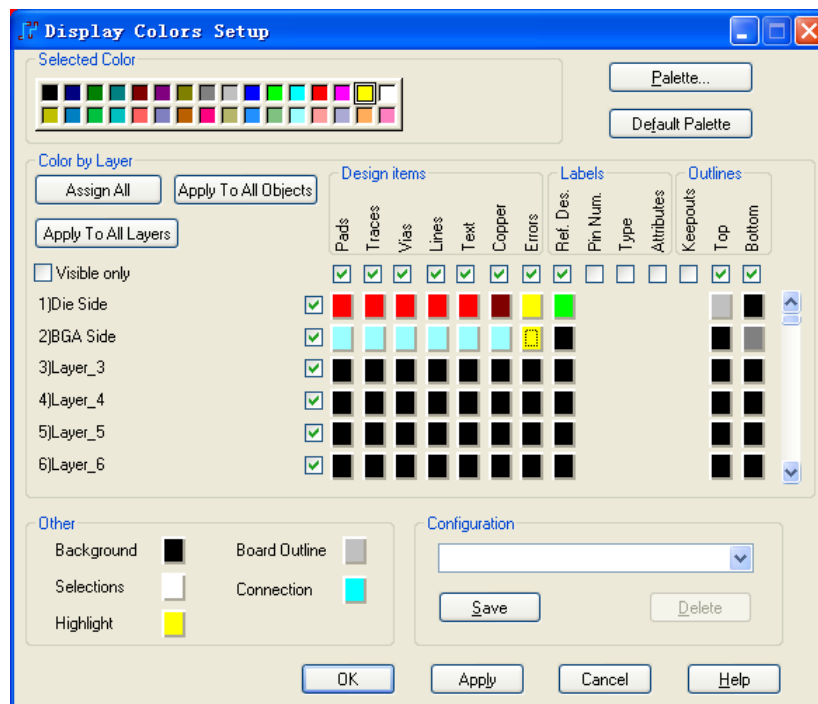 Display Colors Setup
Selected Color
Palette...
Default Palette
Color by Layer
Assign All
Apply To All Objects
Apply To All Layers
Design items
Labels
Outlines
Pads
Traces
Vias
Lines
Text
Copper
Errors
Ref. Des.
Pin Num.
Type
Attributes
Keepouts
Top
Bottom
Visible only
1)Die Side
2)BGA Side
3)Layer_3
4)Layer_4
5)Layer_5
6)Layer_6
Other
Background
Board Outline
Selections
Connection
Highlight
Configuration
Save
Delete
OK
Apply
Cancel
Help